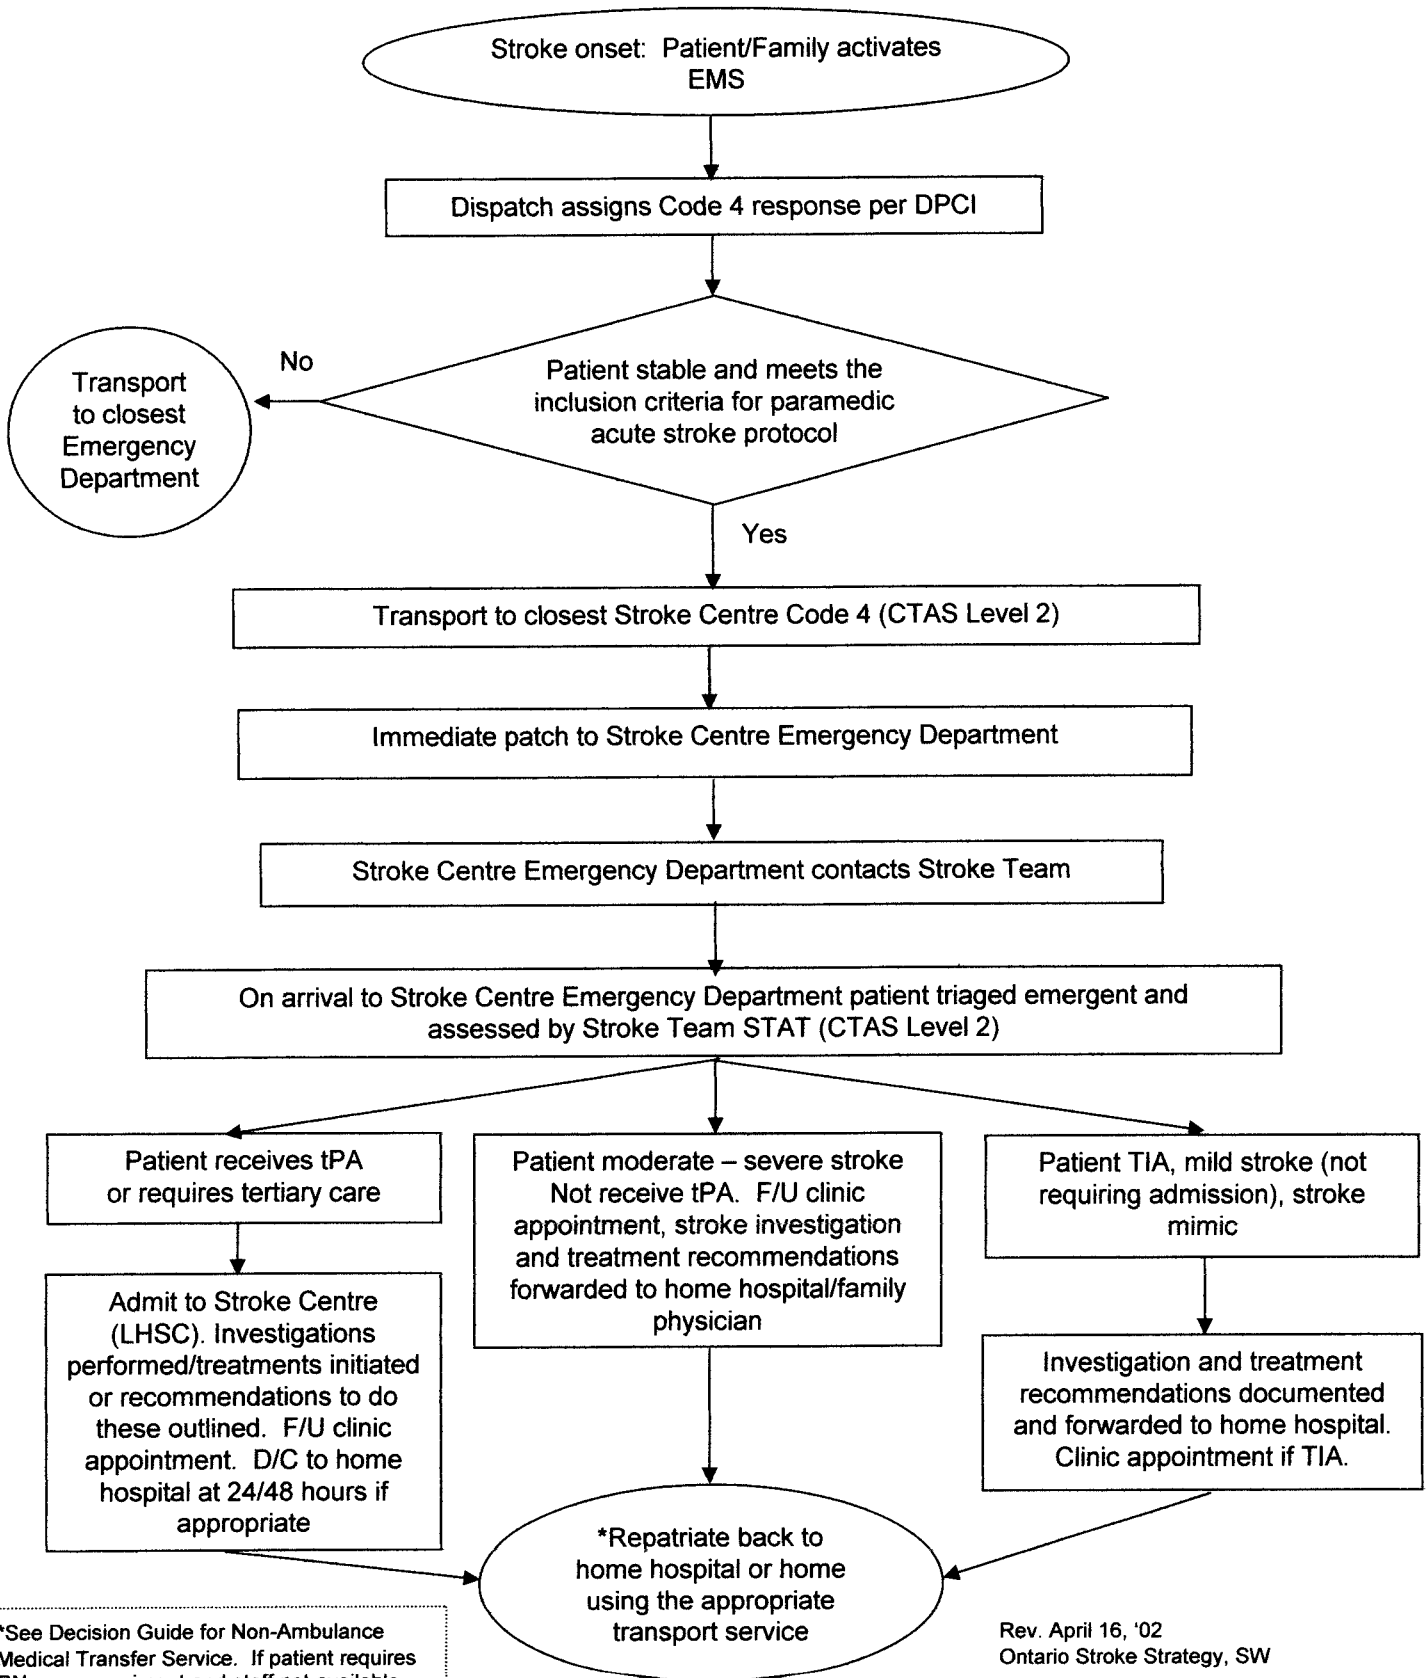 Stroke onset: Patient/Family activates
EMS
Dispatch assigns Code 4 response per DPCI
Patient stable and meets the
inclusion criteria for paramedic
acute stroke protocol
No
Transport
to closest
Emergency
Department
Yes
Transport to closest Stroke Centre Code 4 (CTAS Level 2)
Immediate patch to Stroke Centre Emergency Department
Stroke Centre Emergency Department contacts Stroke Team
On arrival to Stroke Centre Emergency Department patient triaged emergent and
assessed by Stroke Team STAT (CTAS Level 2)
Patient receives tPA
or requires tertiary care
Admit to Stroke Centre
(LHSC). Investigations
performed/treatments initiated
or recommendations to do
these outlined. F/U clinic
appointment. D/C to home
hospital at 24/48 hours if
appropriate
Patient moderate – severe stroke
Not receive tPA. F/U clinic
appointment, stroke investigation
and treatment recommendations
forwarded to home hospital/family
physician
Patient TIA, mild stroke (not
requiring admission), stroke
mimic
Investigation and treatment
recommendations documented
and forwarded to home hospital.
Clinic appointment if TIA.
*Repatriate back to
home hospital or home
using the appropriate
transport service
*See Decision Guide for Non-Ambulance
Medical Transfer Service. If patient requires
Rev. April 16, '02
Ontario Stroke Strategy, SW